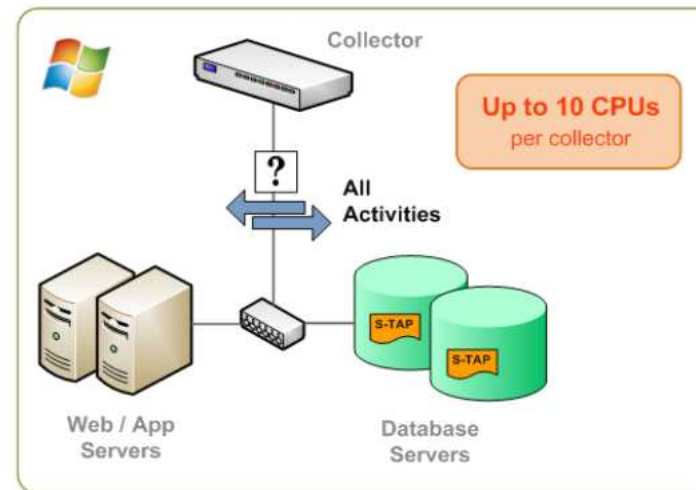 Collector
Up to 10 CPUs
per collector
?
All
Activities
S-TAP
S-TAP
Web / App
Servers
Database
Servers